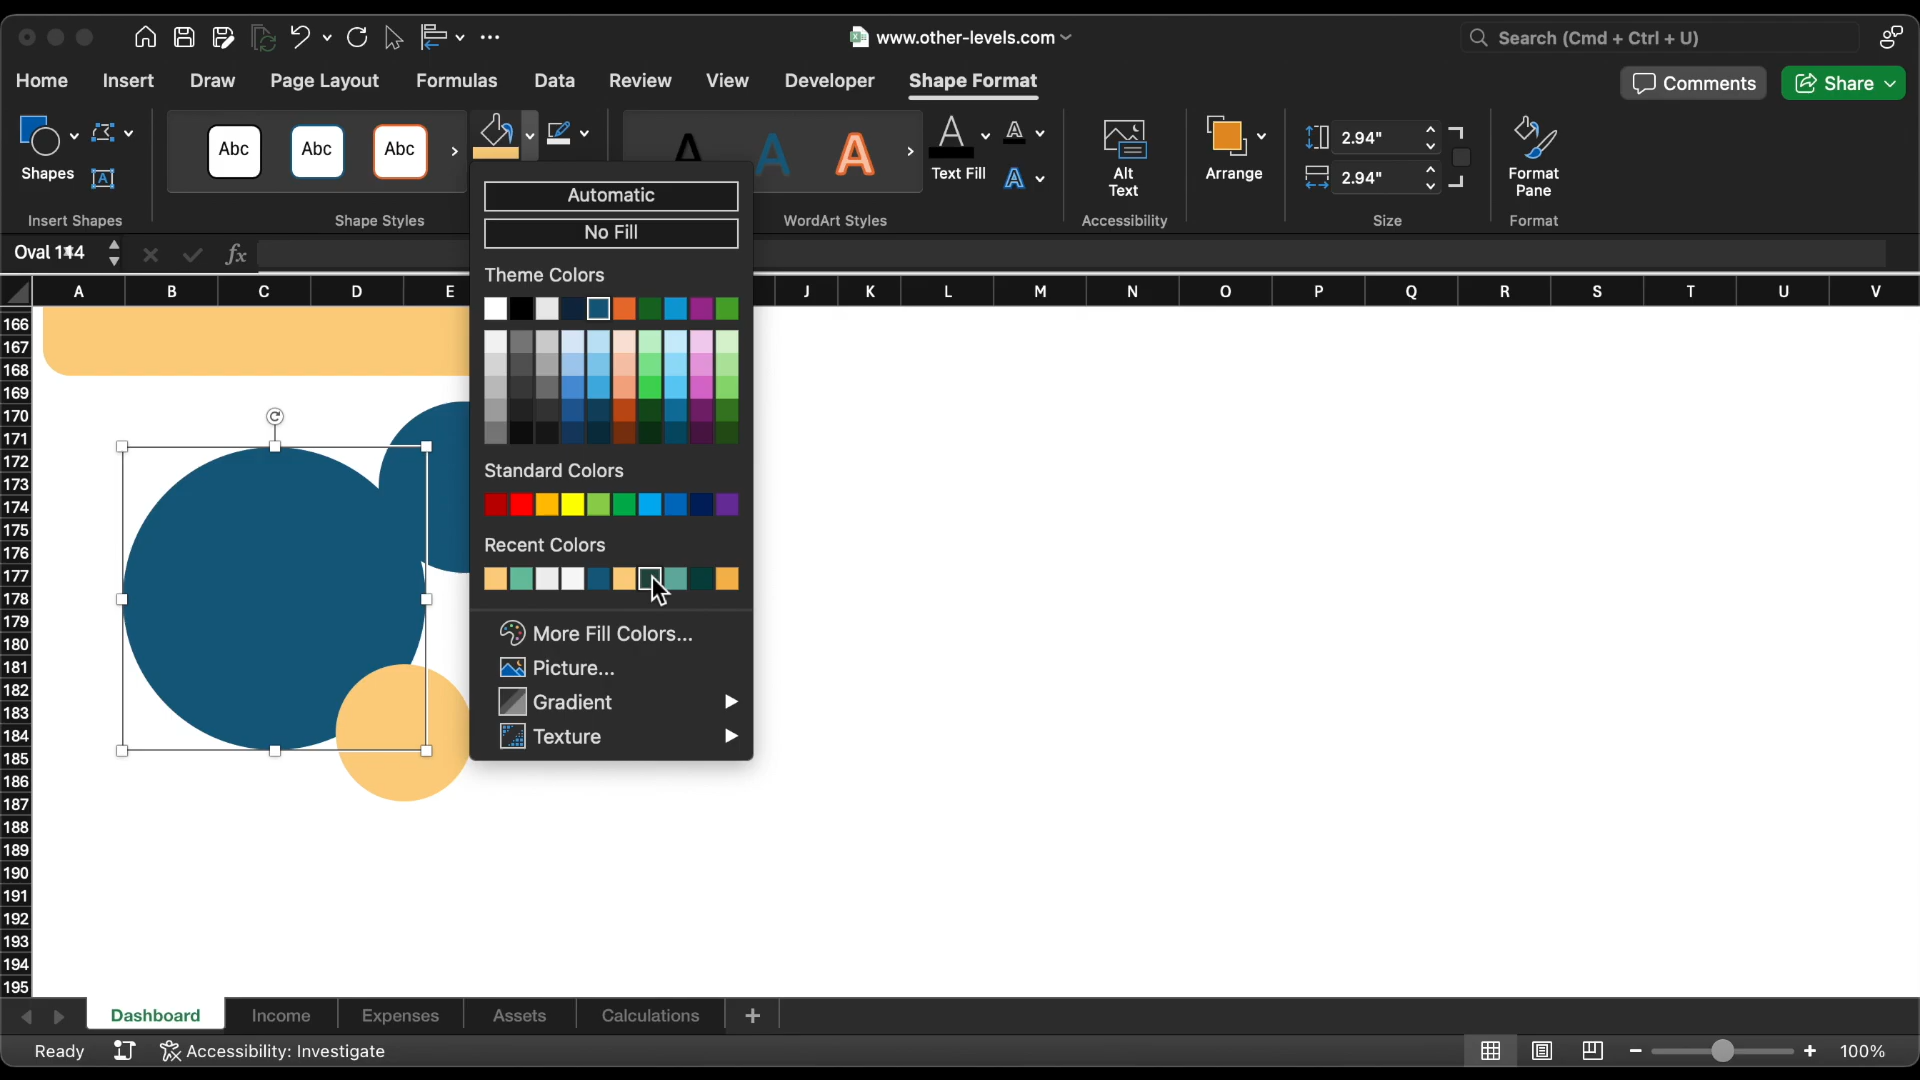 www.other-levels.com
Search (Cmd + Ctrl + U)
Home Insert Draw Page Layout Formulas Data Review View Developer Shape Format
Comments Share
Shapes
Insert Shapes
Abc Abc Abc
Shape Styles
A A A
WordArt Styles
Text Fill
Alt
Text
Accessibility
Arrange
2.94"
2.94"
Size
Format
Pane
Format
fx
A B C D E J K L M N O P Q R S T U V
Automatic
No Fill
Theme Colors
Standard Colors
Recent Colors
More Fill Colors...
Picture...
Gradient
Texture
166
167
168
169
170
171
172
173
174
175
176
177
178
179
180
181
182
183
184
185
186
187
188
189
190
191
192
193
194
195
Dashboard Income Expenses Assets Calculations +
Ready Accessibility: Investigate
100%